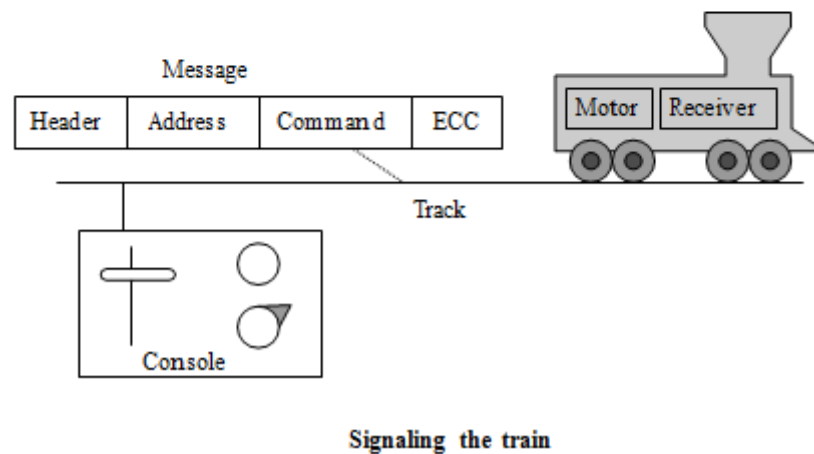 Message
Header Address Command ECC
Motor Receiver
Track
Console
Signaling the train